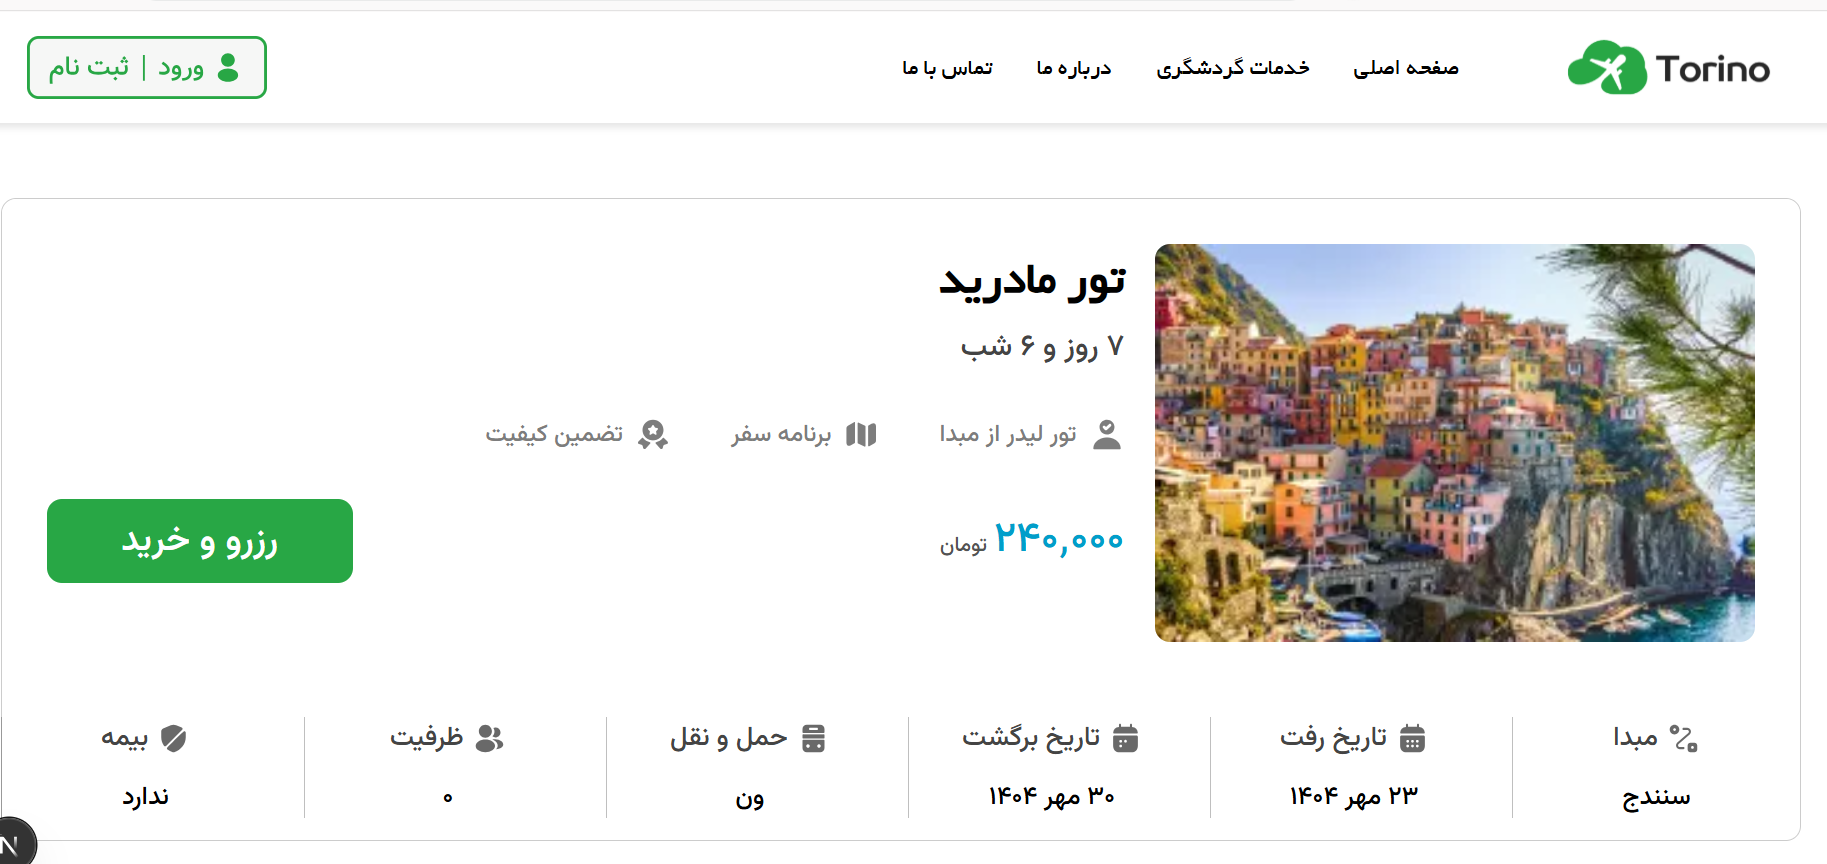 Torino
صفحه اصلی
خدمات گردشگری
درباره ما
تماس با ما
ورود | ثبت نام
تور مادرید
۷ روز و ۶ شب
تور لیدر از مبدا
برنامه سفر
تضمین کیفیت
۲۴۰,۰۰۰ تومان
رزرو و خرید
مبدا
سنندج
تاریخ رفت
۲۳ مهر ۱۴۰۴
تاریخ برگشت
۳۰ مهر ۱۴۰۴
حمل و نقل
ون
ظرفیت
۰
بیمه
ندارد
N